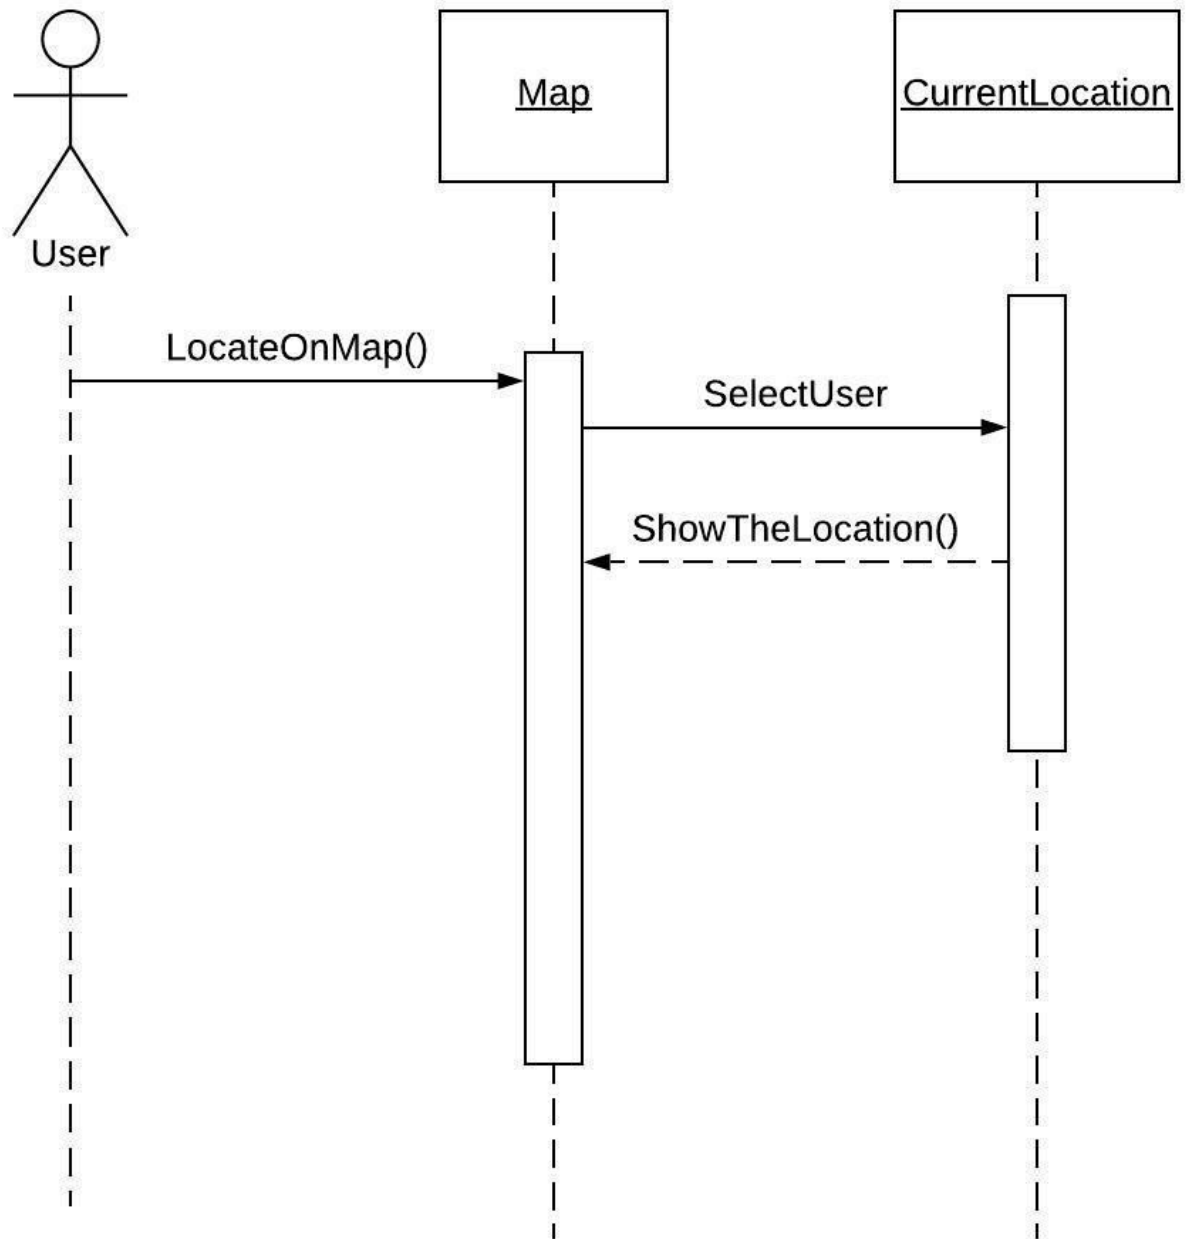 Map
CurrentLocation
User
LocateOnMap()
SelectUser
ShowTheLocation()